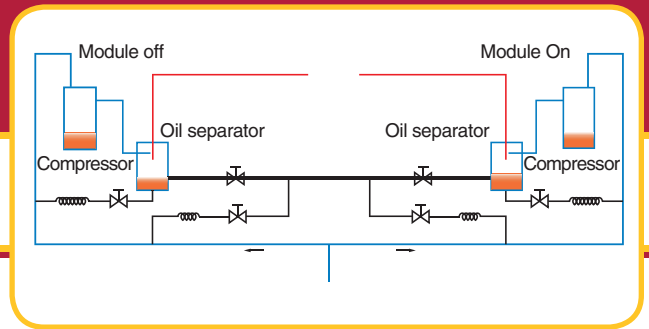 Module off
Module On
Oil separator
Oil separator
Compressor
Compressor